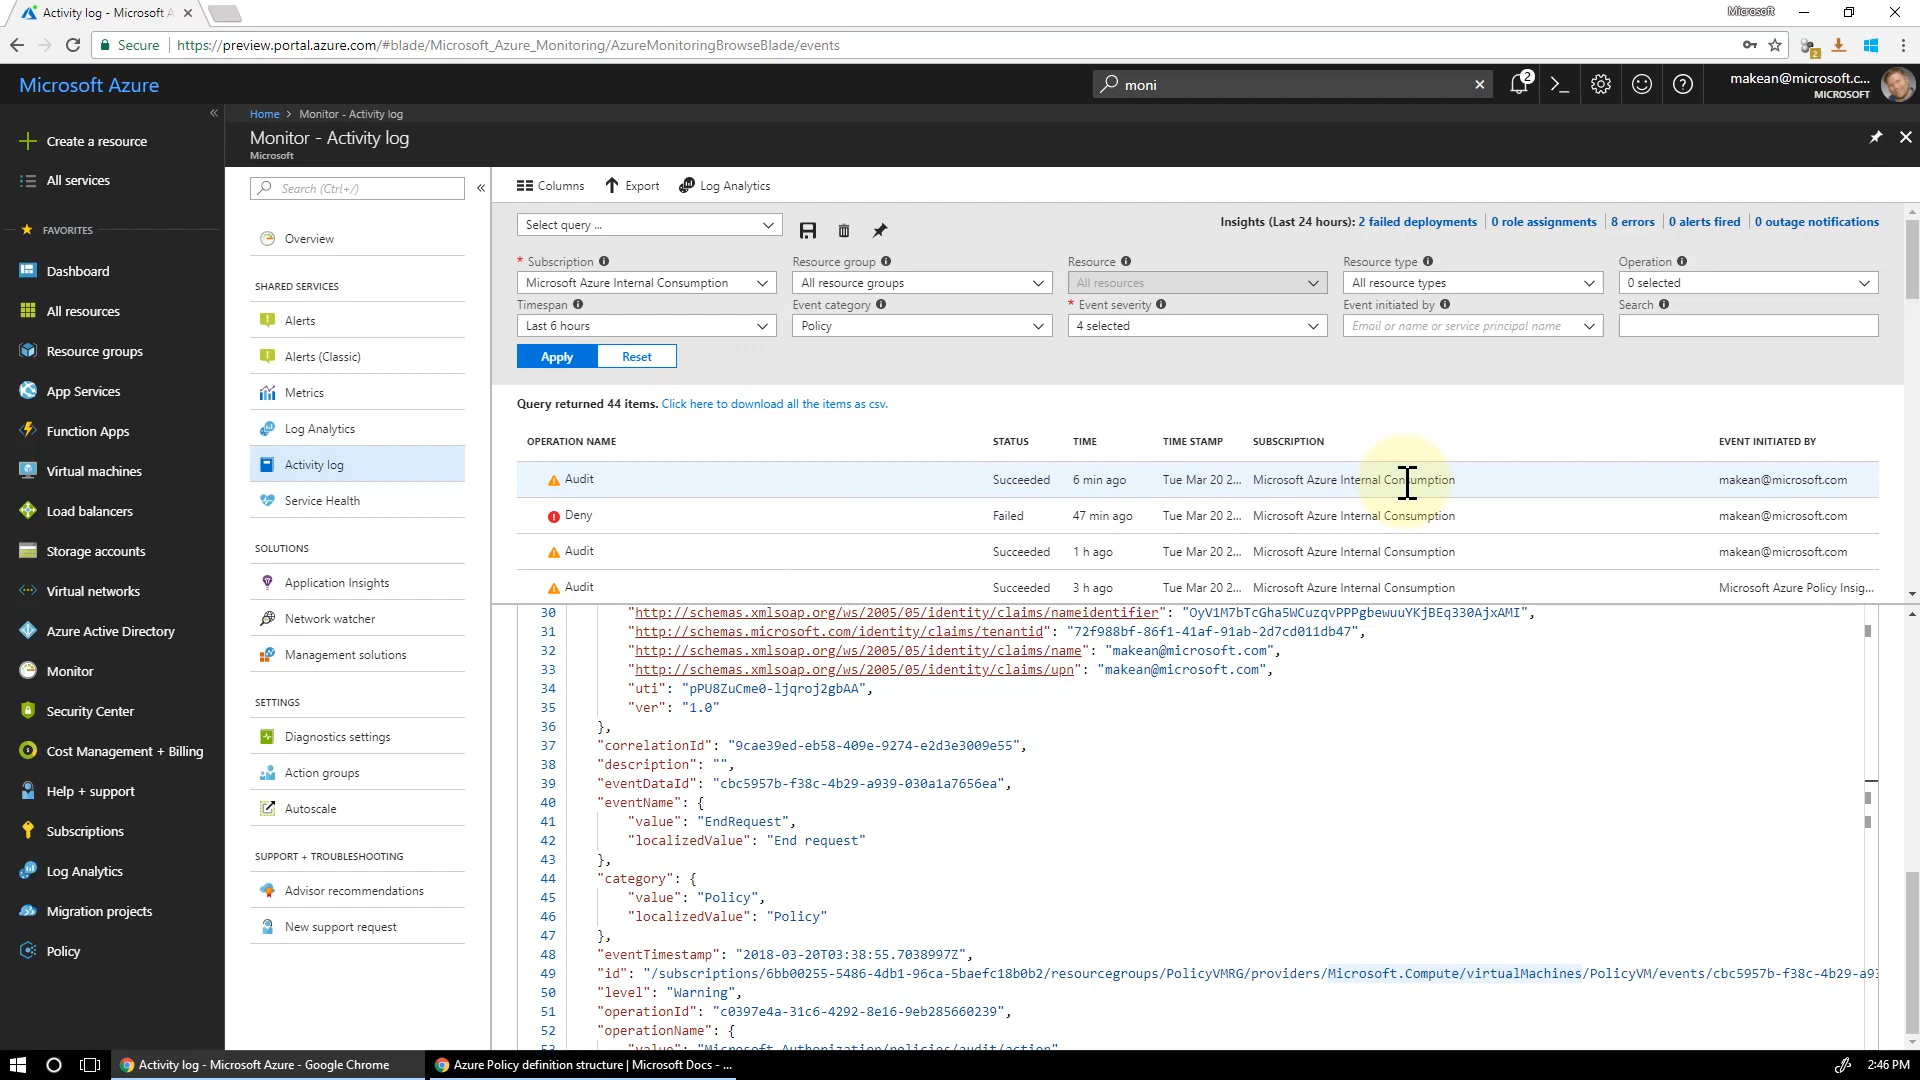 Activity log - Microsoft A
Microsoft
Secure
https://preview.portal.azure.com/#blade/Microsoft_Azure_Monitoring/AzureMonitoringBrowseBlade/events
2
Microsoft Azure
moni
2
makean@microsoft.c...
MICROSOFT
Home > Monitor - Activity log
Monitor - Activity log
Microsoft
Create a resource
All services
FAVORITES
Dashboard
All resources
Resource groups
App Services
Function Apps
Virtual machines
Load balancers
Storage accounts
Virtual networks
Azure Active Directory
Monitor
Security Center
Cost Management + Billing
Help + support
Subscriptions
Log Analytics
Migration projects
Policy
Search (Ctrl+/)
Overview
SHARED SERVICES
Alerts
Alerts (Classic)
Metrics
Log Analytics
Activity log
Service Health
SOLUTIONS
Application Insights
Network watcher
Management solutions
SETTINGS
Diagnostics settings
Action groups
Autoscale
SUPPORT + TROUBLESHOOTING
Advisor recommendations
New support request
Columns Export Log Analytics
Select query ...
Insights (Last 24 hours): 2 failed deployments | 0 role assignments | 8 errors | 0 alerts fired | 0 outage notifications
* Subscription Resource group Resource Resource type Operation
Microsoft Azure Internal Consumption All resource groups All resources All resource types 0 selected
Timespan Event category * Event severity Event initiated by Search
Last 6 hours Policy 4 selected Email or name or service principal name
Apply Reset
Query returned 44 items. Click here to download all the items as csv.
OPERATION NAME STATUS TIME TIME STAMP SUBSCRIPTION EVENT INITIATED BY
Audit Succeeded 6 min ago Tue Mar 20 2... Microsoft Azure Internal Consumption makean@microsoft.com
Deny Failed 47 min ago Tue Mar 20 2... Microsoft Azure Internal Consumption makean@microsoft.com
Audit Succeeded 1 h ago Tue Mar 20 2... Microsoft Azure Internal Consumption makean@microsoft.com
Audit Succeeded 3 h ago Tue Mar 20 2... Microsoft Azure Internal Consumption Microsoft Azure Policy Insig...
30 "http://schemas.xmlsoap.org/ws/2005/05/identity/claims/nameidentifier": "OyV1M7bTcGha5WCuzqvPPPgbewuuYKjBEq330AjxAMI",
31 "http://schemas.microsoft.com/identity/claims/tenantid": "72f988bf-86f1-41af-91ab-2d7cd011db47",
32 "http://schemas.xmlsoap.org/ws/2005/05/identity/claims/name": "makean@microsoft.com",
33 "http://schemas.xmlsoap.org/ws/2005/05/identity/claims/upn": "makean@microsoft.com",
34 "uti": "pPU8ZuCme0-ljqroj2gbAA",
35 "ver": "1.0"
36 },
37 "correlationId": "9cae39ed-eb58-409e-9274-e2d3e3009e55",
38 "description": "",
39 "eventDataId": "cbc5957b-f38c-4b29-a939-030a1a7656ea",
40 "eventName": {
41 "value": "EndRequest",
42 "localizedValue": "End request"
43 },
44 "category": {
45 "value": "Policy",
46 "localizedValue": "Policy"
47 },
48 "eventTimestamp": "2018-03-20T03:38:55.7038997Z",
49 "id": "/subscriptions/6bb00255-5486-4db1-96ca-5baefc18b0b2/resourcegroups/PolicyVMRG/providers/Microsoft.Compute/virtualMachines/PolicyVM/events/cbc5957b-f38c-4b29-a93
50 "level": "Warning",
51 "operationId": "c0397e4a-31c6-4292-8e16-9eb285660239",
52 "operationName": {
53 "value": "Microsoft.Authorization/policies/audit/action"
Activity log - Microsoft Azure - Google Chrome
Azure Policy definition structure | Microsoft Docs - ...
2:46 PM